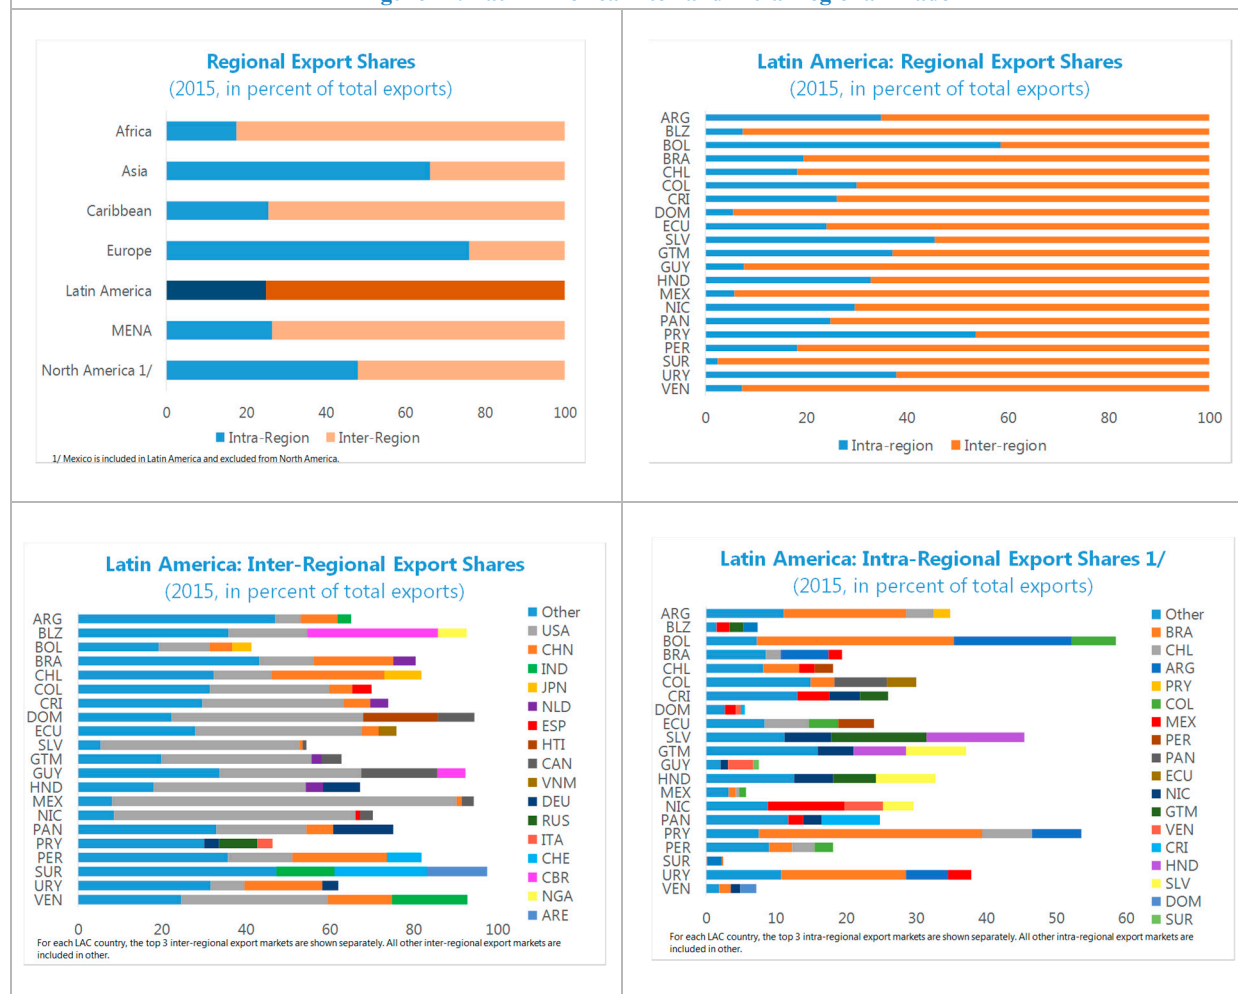 Regional Export Shares
(2015, in percent of total exports)
Africa
Asia
Caribbean
Europe
Latin America
MENA
North America 1/
0 20 40 60 80 100
Intra-Region Inter-Region
1/ Mexico is included in Latin America and excluded from North America.
Latin America: Regional Export Shares
(2015, in percent of total exports)
ARG
BLZ
BOL
BRA
CHL
COL
CRI
DOM
ECU
SLV
GTM
GUY
HND
MEX
NIC
PAN
PRY
PER
SUR
URY
VEN
0 20 40 60 80 100
Intra-region Inter-region
Latin America: Inter-Regional Export Shares
(2015, in percent of total exports)
ARG
BLZ
BOL
BRA
CHL
COL
CRI
DOM
ECU
SLV
GTM
GUY
HND
MEX
NIC
PAN
PRY
PER
SUR
URY
VEN
0 20 40 60 80 100
Other
USA
CHN
IND
JPN
NLD
ESP
HTI
CAN
VNM
DEU
RUS
ITA
CHE
CBR
NGA
ARE
For each LAC country, the top 3 inter-regional export markets are shown separately. All other inter-regional export markets are
included in other.
Latin America: Intra-Regional Export Shares 1/
(2015, in percent of total exports)
ARG
BLZ
BOL
BRA
CHL
COL
CRI
DOM
ECU
SLV
GTM
GUY
HND
MEX
NIC
PAN
PRY
PER
SUR
URY
VEN
0 10 20 30 40 50 60
Other
BRA
CHL
ARG
PRY
COL
MEX
PER
PAN
ECU
NIC
GTM
VEN
CRI
HND
SLV
DOM
SUR
For each LAC country, the top 3 intra-regional export markets are shown separately. All other intra-regional export markets are
included in other.